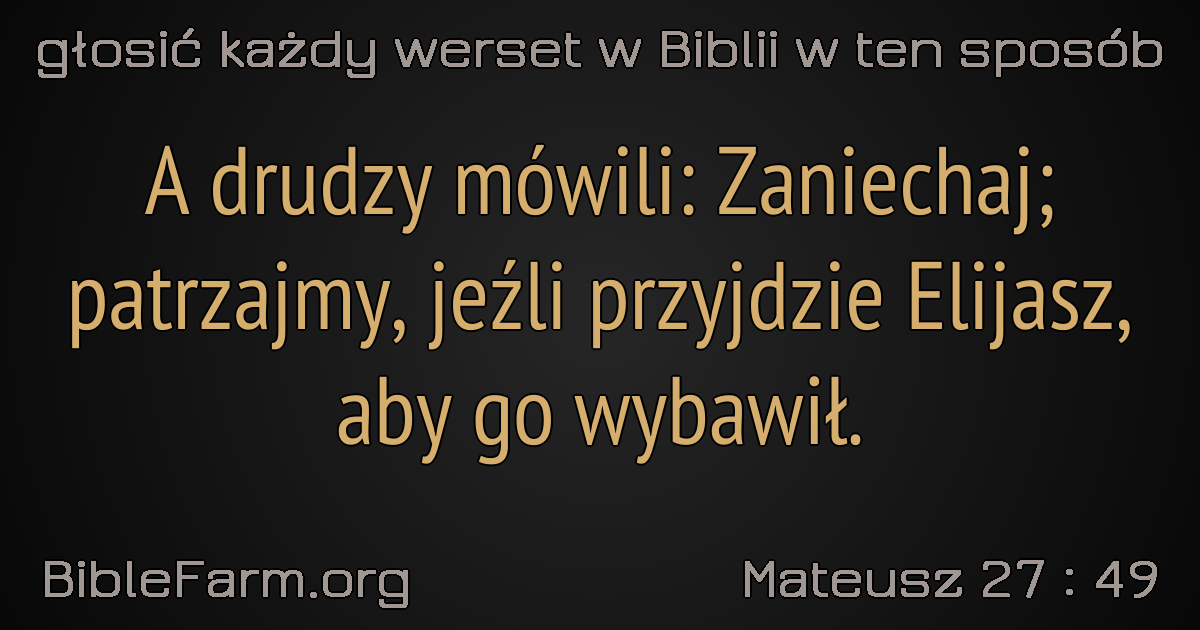 głosić każdy werset w Biblii w ten sposób
A drudzy mówili: Zaniechaj;
patrzajmy, jeźli przyjdzie Elijasz,
aby go wybawił.
BibleFarm.org
Mateusz 27 : 49